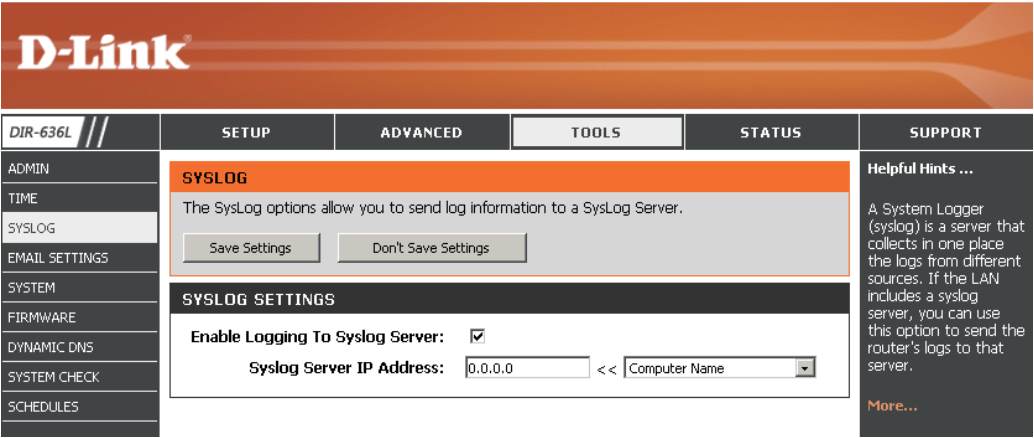 D-Link®
DIR-636L
SETUP
ADVANCED
TOOLS
STATUS
SUPPORT
ADMIN
TIME
SYSLOG
EMAIL SETTINGS
SYSTEM
FIRMWARE
DYNAMIC DNS
SYSTEM CHECK
SCHEDULES
SYSLOG
The SysLog options allow you to send log information to a SysLog Server.
Save Settings
Don't Save Settings
SYSLOG SETTINGS
Enable Logging To Syslog Server:
Syslog Server IP Address: 0.0.0.0 << Computer Name
Helpful Hints ...
A System Logger
(syslog) is a server that
collects in one place
the logs from different
sources. If the LAN
includes a syslog
server, you can use
this option to send the
router's logs to that
server.
More...